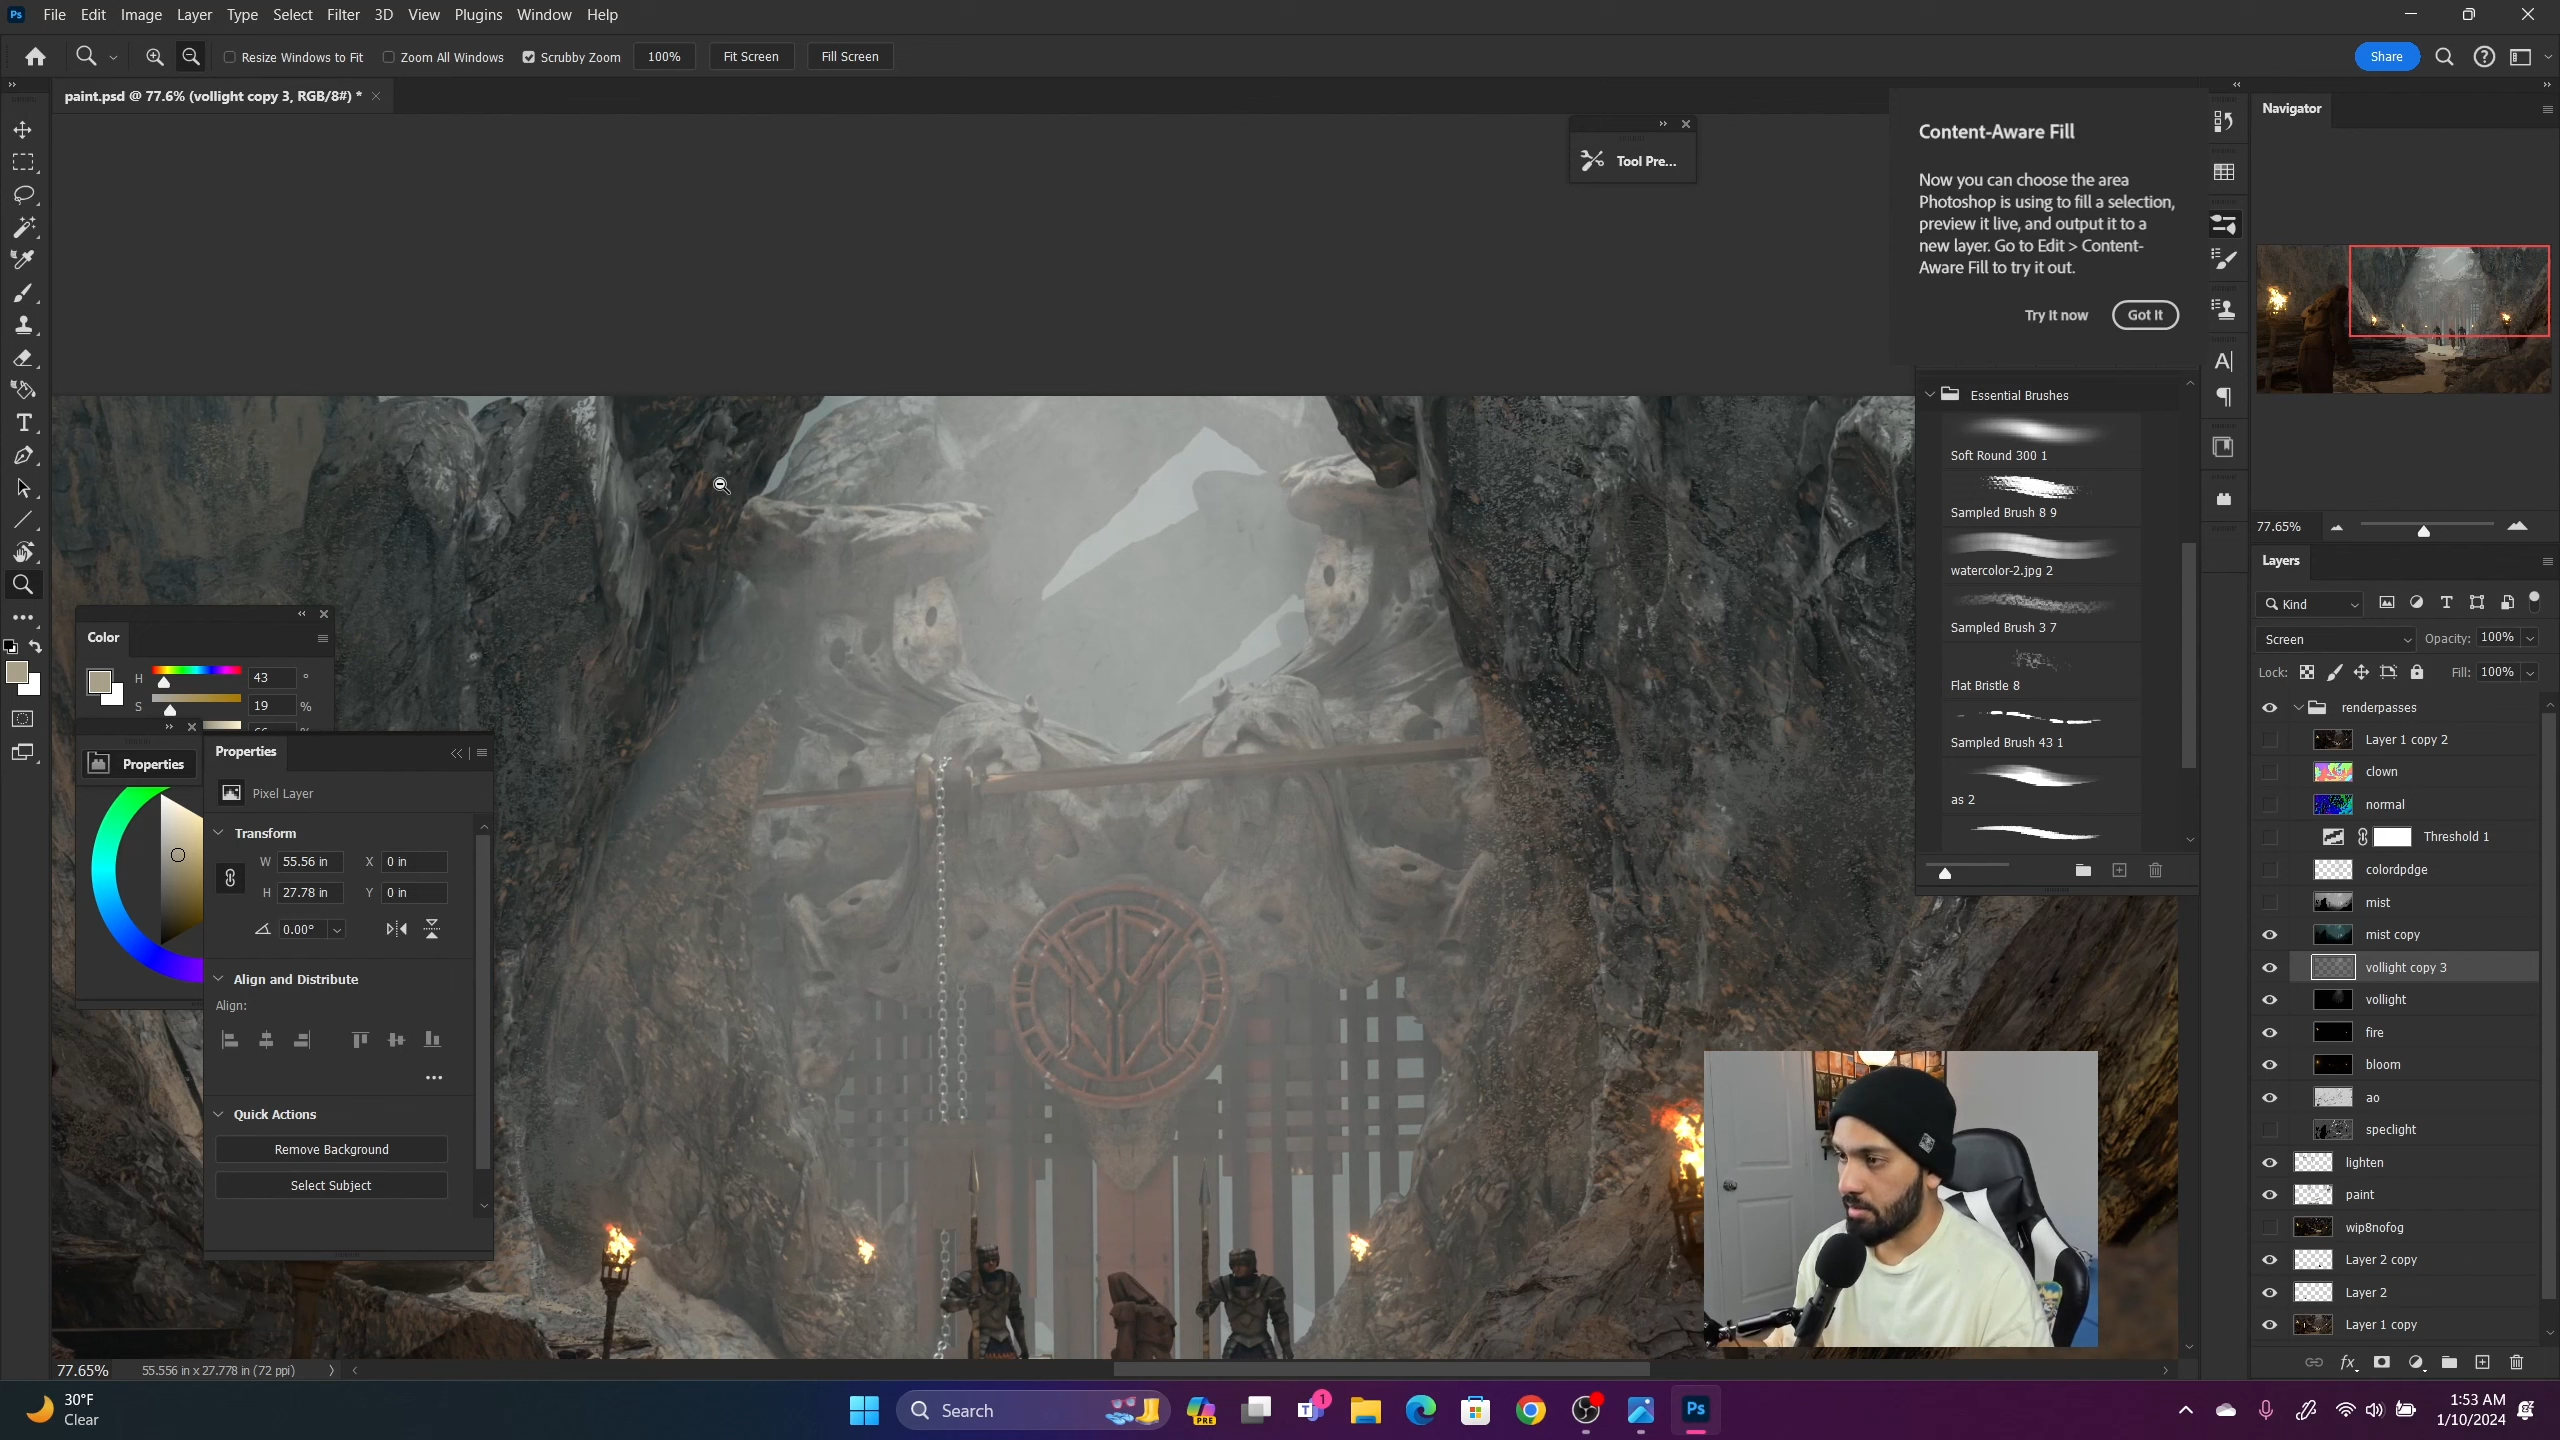 Ps File Edit Image Layer Type Select Filter 3D View Plugins Window Help
Resize Windows to Fit Zoom All Windows Scrubby Zoom 100% Fit Screen Fill Screen Share
paint.psd @ 77.6% (vollight copy 3, RGB/8#) *
Tool Pre...
Content-Aware Fill
Now you can choose the area
Photoshop is using to fill a selection,
preview it live, and output it to a
new layer. Go to Edit > Content-
Aware Fill to try it out.
Try it now Got it
Essential Brushes
Soft Round 300 1
Sampled Brush 8 9
watercolor-2.jpg 2
Sampled Brush 3 7
Flat Bristle 8
Sampled Brush 43 1
as 2
Navigator
77.65%
Layers
Kind
Screen Opacity: 100%
Lock: Fill: 100%
renderpasses
Layer 1 copy 2
clown
normal
Threshold 1
colordpdge
mist
mist copy
vollight copy 3
vollight
fire
bloom
ao
speclight
lighten
paint
wip8nofog
Layer 2 copy
Layer 2
Layer 1 copy
fx
Color
H 43 °
S 19 %
Properties
Properties
Pixel Layer
Transform
W 55.56 in X 0 in
H 27.78 in Y 0 in
0.00°
Align and Distribute
Align:
Quick Actions
Remove Background
Select Subject
77.65% 55.556 in x 27.778 in (72 ppi)
30°F
Clear
Search
PRE
1
Ps
1:53 AM
1/10/2024